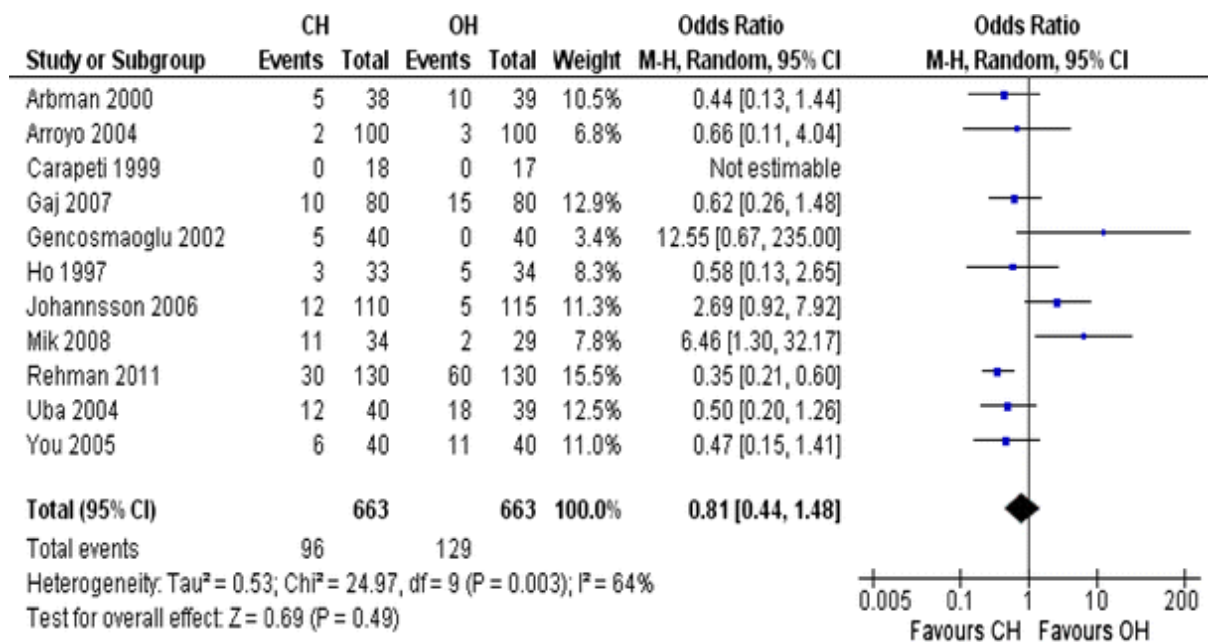 CH OH Odds Ratio Odds Ratio
Study or Subgroup Events Total Events Total Weight M-H, Random, 95% CI M-H, Random, 95% CI
Arbman 2000 5 38 10 39 10.5% 0.44 [0.13, 1.44]
Arroyo 2004 2 100 3 100 6.8% 0.66 [0.11, 4.04]
Carapeti 1999 0 18 0 17 Not estimable
Gaj 2007 10 80 15 80 12.9% 0.62 [0.26, 1.48]
Gencosmaoglu 2002 5 40 0 40 3.4% 12.55 [0.67, 235.00]
Ho 1997 3 33 5 34 8.3% 0.58 [0.13, 2.65]
Johannsson 2006 12 110 5 115 11.3% 2.69 [0.92, 7.92]
Mik 2008 11 34 2 29 7.8% 6.46 [1.30, 32.17]
Rehman 2011 30 130 60 130 15.5% 0.35 [0.21, 0.60]
Uba 2004 12 40 18 39 12.5% 0.50 [0.20, 1.26]
You 2005 6 40 11 40 11.0% 0.47 [0.15, 1.41]
Total (95% CI) 663 663 100.0% 0.81 [0.44, 1.48]
Total events 96 129
Heterogeneity: Tau² = 0.53; Chi² = 24.97, df = 9 (P = 0.003); I² = 64%
Test for overall effect: Z = 0.69 (P = 0.49)
0.005 0.1 1 10 200
Favours CH Favours OH